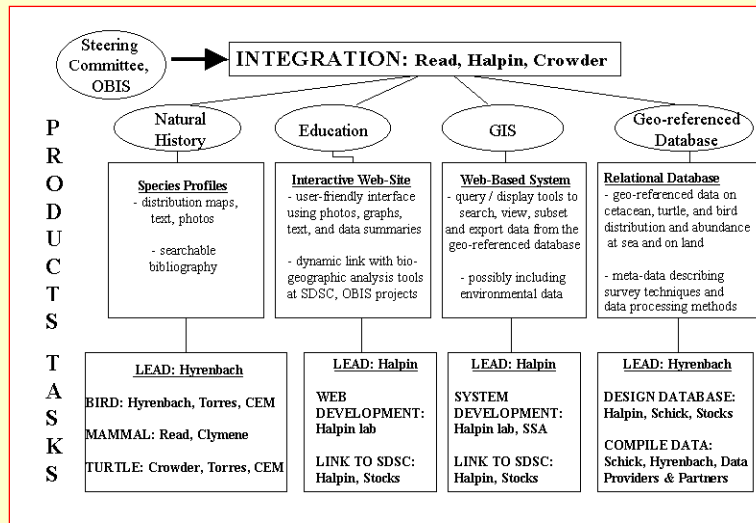 Steering
Committee,
OBIS
INTEGRATION: Read, Halpin, Crowder
PRODUCTS
Natural
History
Education
GIS
Geo-referenced
Database
Species Profiles
- distribution maps,
text, photos
- searchable
bibliography
Interactive Web-Site
- user-friendly interface
using photos, graphs,
text, and data summaries
- dynamic link with bio-
geographic analysis tools
at SDSC, OBIS projects
Web-Based System
- query / display tools to
search, view, subset
and export data from the
geo-referenced database
- possibly including
environmental data
Relational Database
- geo-referenced data on
cetacean, turtle, and bird
distribution and abundance
at sea and on land
- meta-data describing
survey techniques and
data processing methods
TASKS
LEAD: Hyrenbach
BIRD: Hyrenbach, Torres, CEM
MAMMAL: Read, Clymene
TURTLE: Crowder, Torres, CEM
LEAD: Halpin
WEB
DEVELOPMENT:
Halpin lab
LINK TO SDSC:
Halpin, Stocks
LEAD: Halpin
SYSTEM
DEVELOPMENT:
Halpin lab, SSA
LINK TO SDSC:
Halpin, Stocks
LEAD: Hyrenbach
DESIGN DATABASE:
Halpin, Schick, Stocks
COMPILE DATA:
Schick, Hyrenbach, Data
Providers & Partners